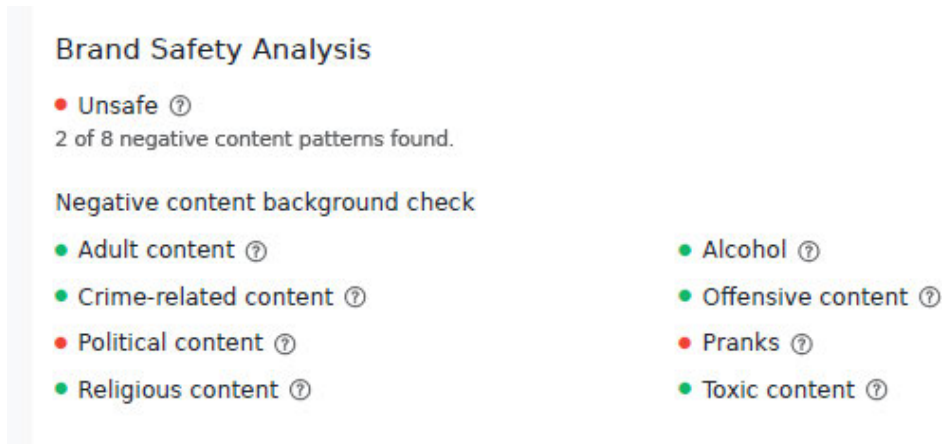 Brand Safety Analysis
Unsafe ?
2 of 8 negative content patterns found.
Negative content background check
Adult content ?
Alcohol ?
Crime-related content ?
Offensive content ?
Political content ?
Pranks ?
Religious content ?
Toxic content ?